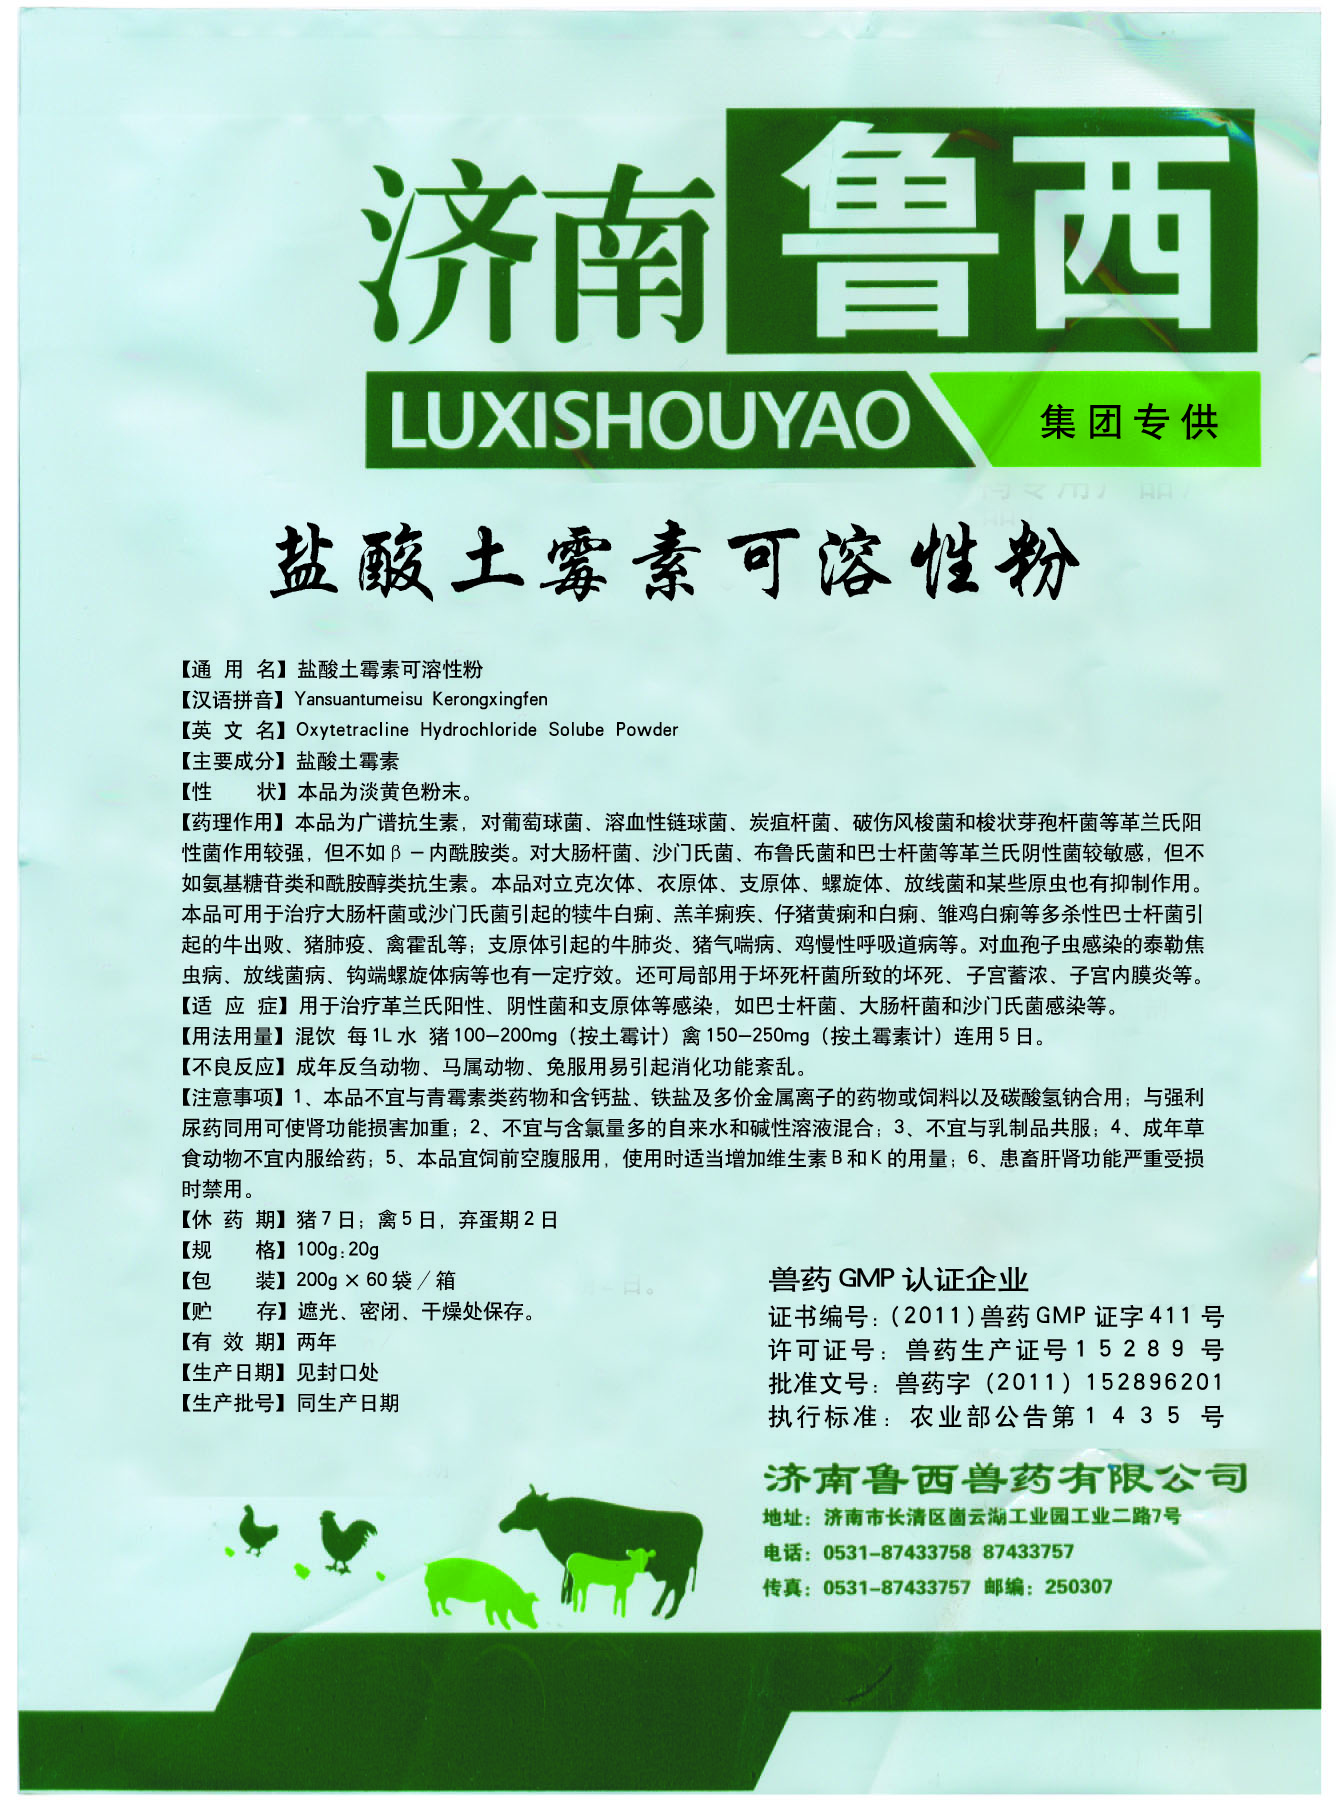 济南鲁西
LUXISHOUYAO
集团专供
盐酸土霉素可溶性粉
【通 用 名】盐酸土霉素可溶性粉
【汉语拼音】Yansuantumeisu Kerongxingfen
【英 文 名】Oxytetracline Hydrochloride Solube Powder
【主要成分】盐酸土霉素
【性 状】本品为淡黄色粉末。
【药理作用】本品为广谱抗生素，对葡萄球菌、溶血性链球菌、炭疽杆菌、破伤风梭菌和梭状芽孢杆菌等革兰氏阳
性菌作用较强，但不如β－内酰胺类。对大肠杆菌、沙门氏菌、布鲁氏菌和巴士杆菌等革兰氏阴性菌较敏感，但不
如氨基糖苷类和酰胺醇类抗生素。本品对立克次体、衣原体、支原体、螺旋体、放线菌和某些原虫也有抑制作用。
本品可用于治疗大肠杆菌或沙门氏菌引起的犊牛白痢、羔羊痢疾、仔猪黄痢和白痢、雏鸡白痢等多杀性巴士杆菌引
起的牛出败、猪肺疫、禽霍乱等；支原体引起的牛肺炎、猪气喘病、鸡慢性呼吸道病等。对血孢子虫感染的泰勒焦
虫病、放线菌病、钩端螺旋体病等也有一定疗效。还可局部用于坏死杆菌所致的坏死、子宫蓄浓、子宫内膜炎等。
【适 应 症】用于治疗革兰氏阳性、阴性菌和支原体等感染，如巴士杆菌、大肠杆菌和沙门氏菌感染等。
【用法用量】混饮 每1L水 猪100-200mg（按土霉计）禽150-250mg（按土霉素计）连用5日。
【不良反应】成年反刍动物、马属动物、兔服用易引起消化功能紊乱。
【注意事项】1、本品不宜与青霉素类药物和含钙盐、铁盐及多价金属离子的药物或饲料以及碳酸氢钠合用；与强利
尿药同用可使肾功能损害加重；2、不宜与含氯量多的自来水和碱性溶液混合；3、不宜与乳制品共服；4、成年草
食动物不宜内服给药；5、本品宜饲前空腹服用，使用时适当增加维生素B和K的用量；6、患畜肝肾功能严重受损
时禁用。
【休 药 期】猪7日；禽5日，弃蛋期2日
【规 格】100g:20g
【包 装】200g×60袋／箱
【贮 存】遮光、密闭、干燥处保存。
【有 效 期】两年
【生产日期】见封口处
【生产批号】同生产日期
兽药GMP认证企业
证书编号：(2011)兽药GMP证字411号
许可证号：兽药生产证号15289号
批准文号：兽药字（2011）152896201
执行标准：农业部公告第1435号
济南鲁西兽药有限公司
地址：济南市长清区崮云湖工业园工业二路7号
电话：0531-87433758 87433757
传真：0531-87433757 邮编：250307